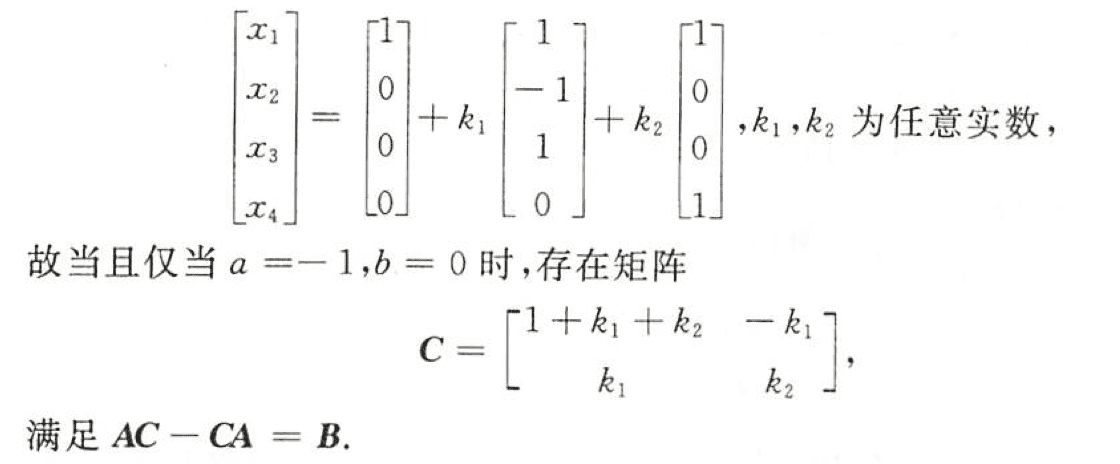 $$\begin{bmatrix} x_1 \\ x_2 \\ x_3 \\ x_4 \end{bmatrix} = \begin{bmatrix} 1 \\ 0 \\ 0 \\ 0 \end{bmatrix} + k_1 \begin{bmatrix} 1 \\ -1 \\ 1 \\ 0 \end{bmatrix} + k_2 \begin{bmatrix} 1 \\ 0 \\ 0 \\ 1 \end{bmatrix}, k_1, k_2 \text{ 为任意实数},$$
故当且仅当 $a = -1, b = 0$ 时,存在矩阵
$$\boldsymbol{C} = \begin{bmatrix} 1 + k_1 + k_2 & -k_1 \\ k_1 & k_2 \end{bmatrix},$$
满足 $\boldsymbol{AC} - \boldsymbol{CA} = \boldsymbol{B}$.